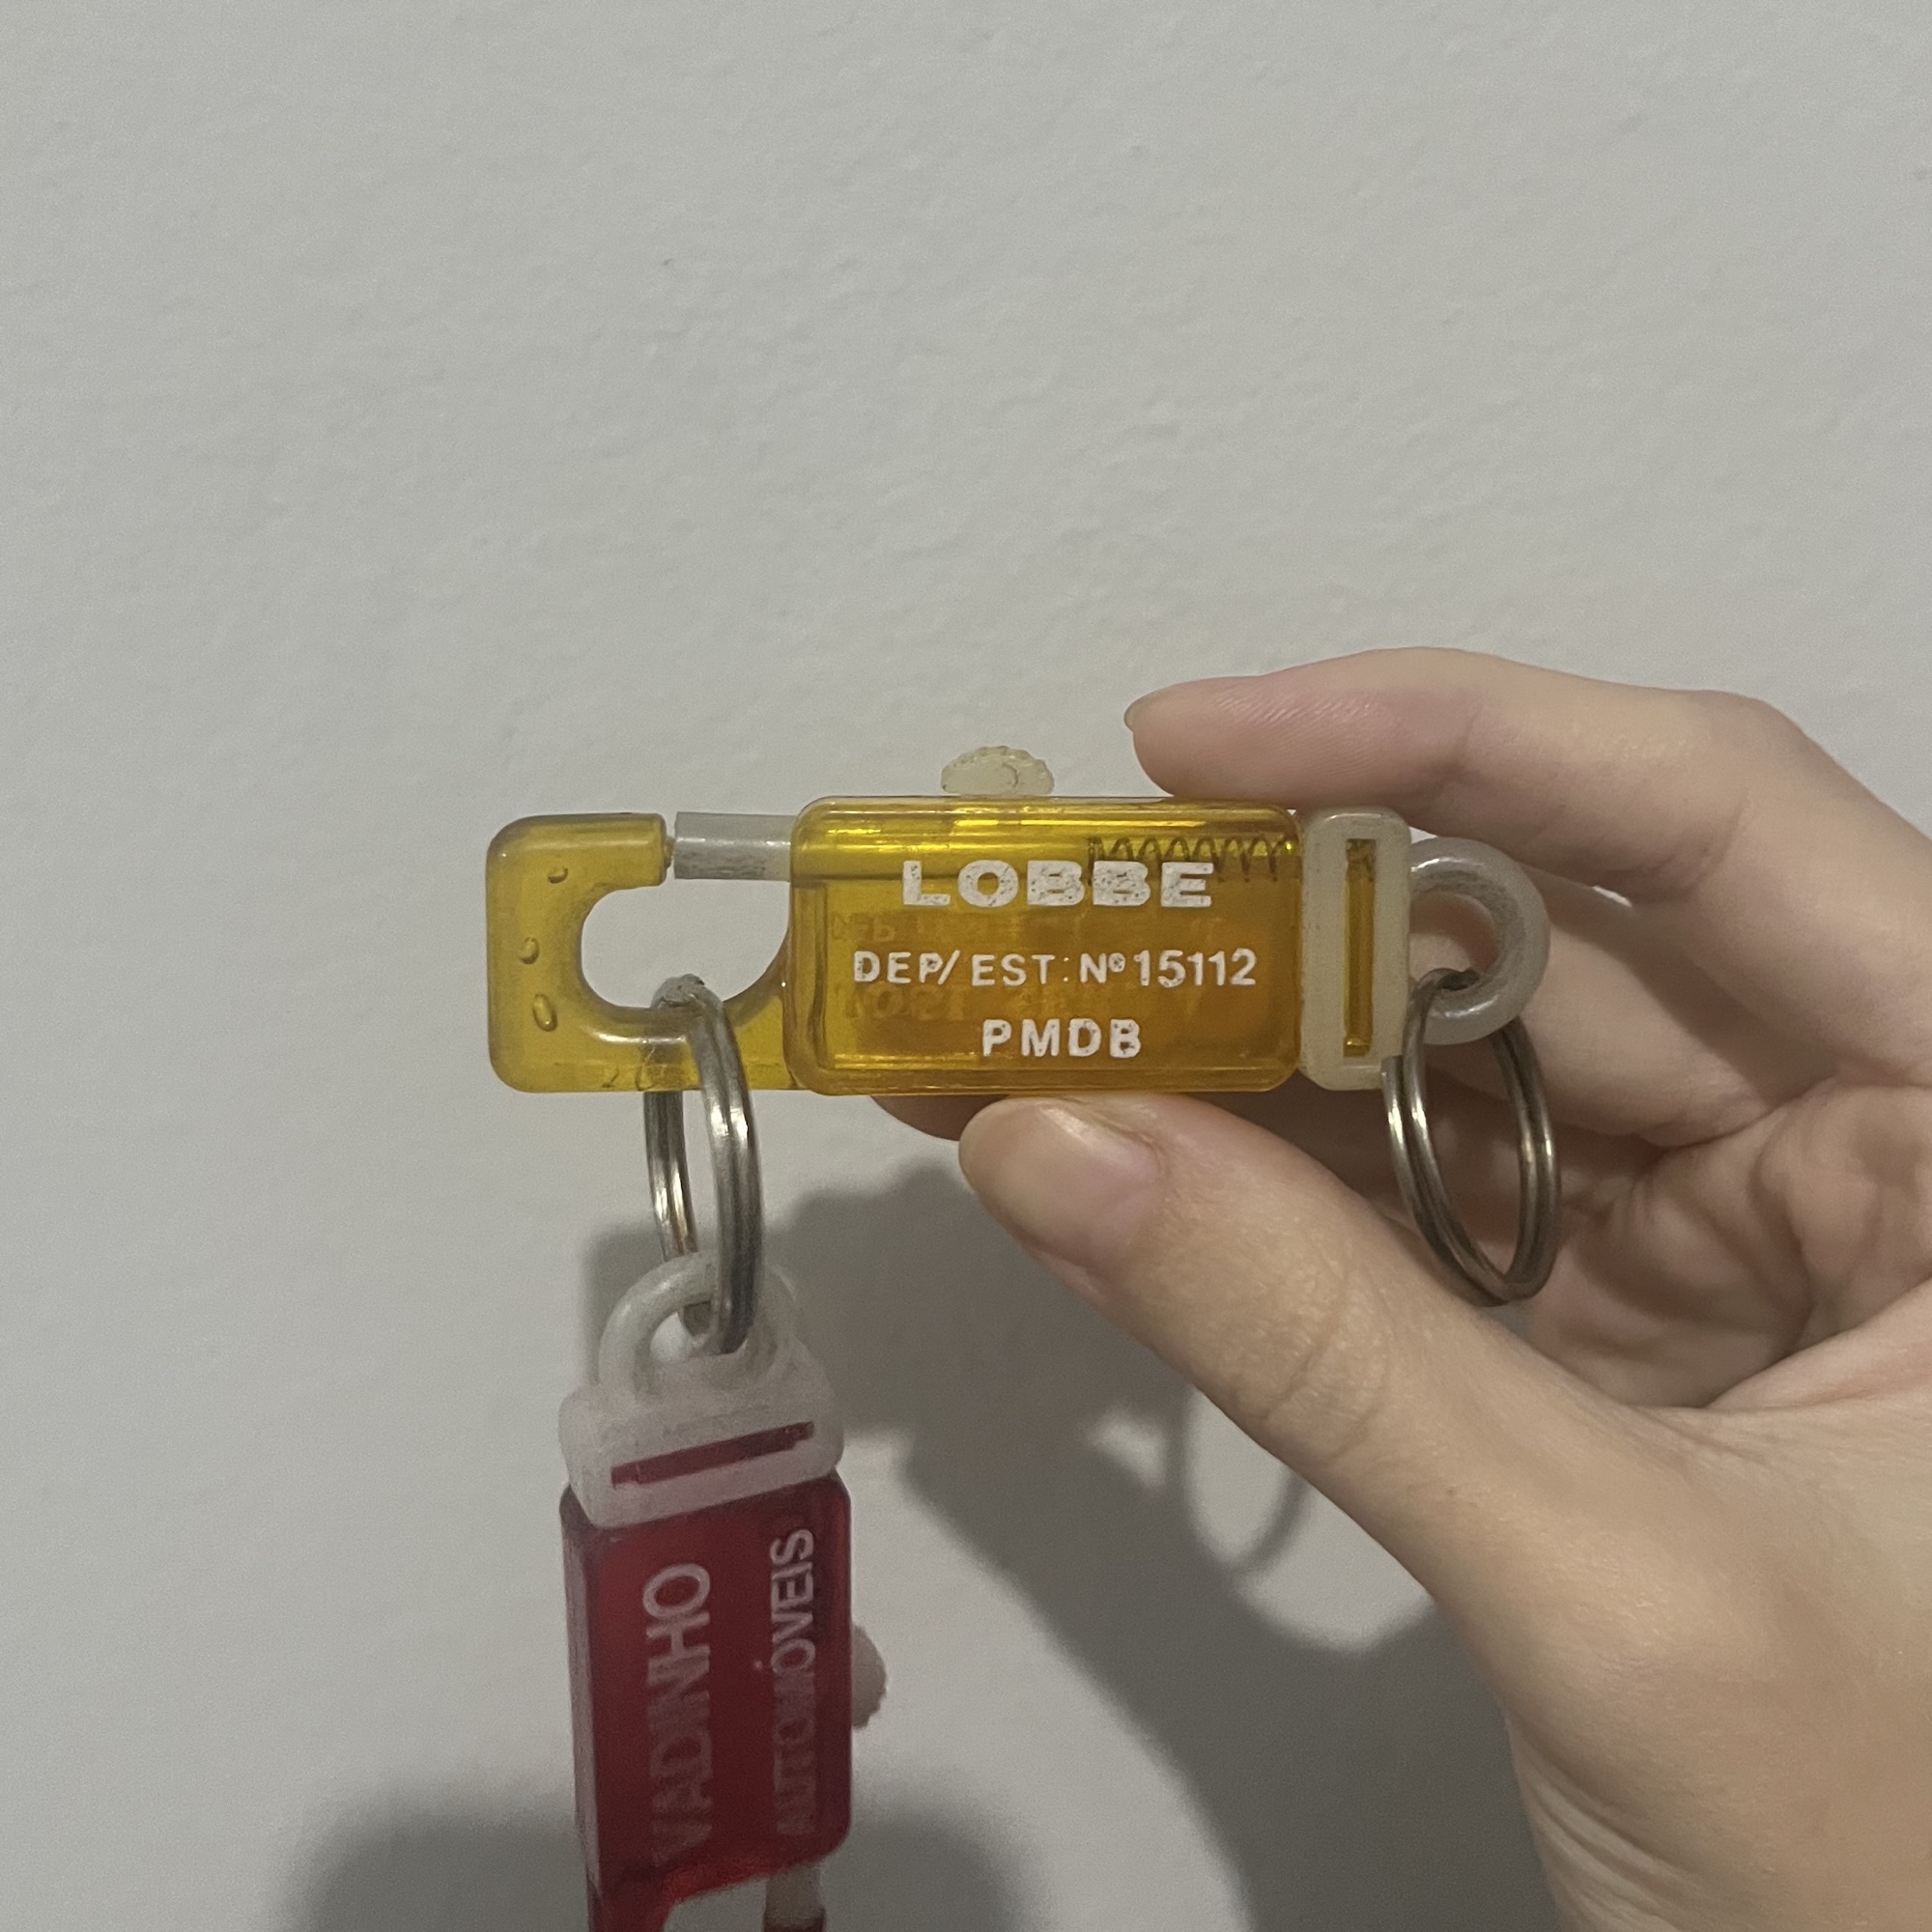 LOBBE
DEP/EST: Nº 15112
PMDB
VADINHO
AUTOMÓVEIS